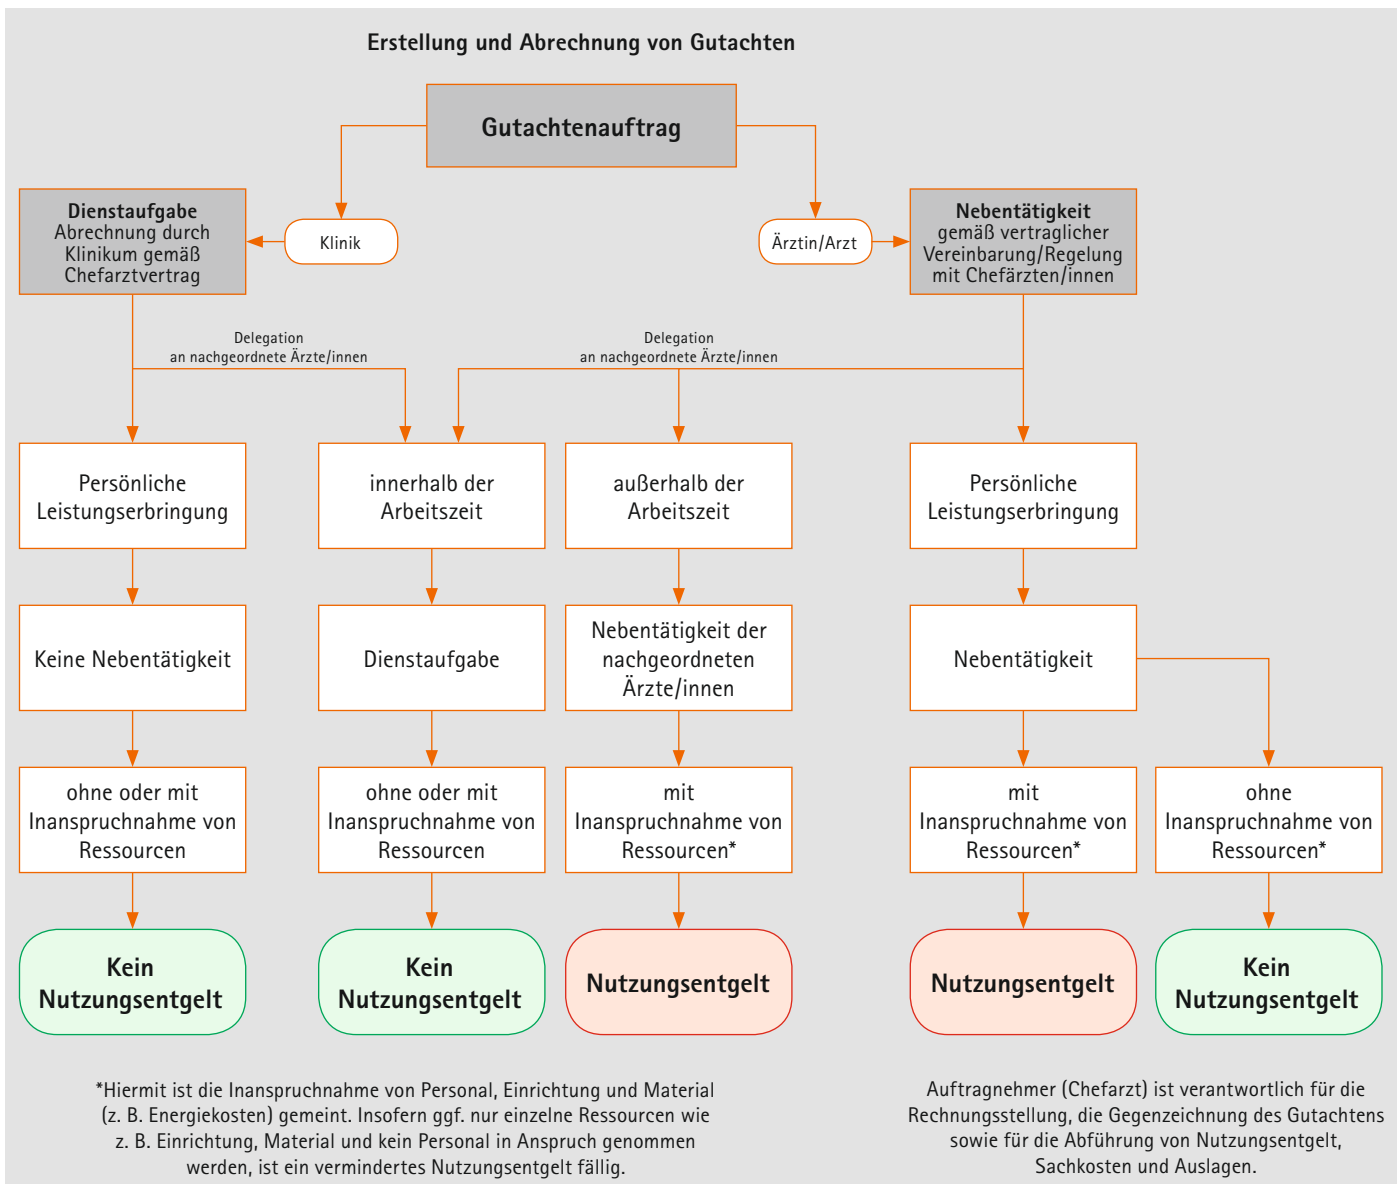 Erstellung und Abrechnung von Gutachten
Gutachtenauftrag
Dienstaufgabe
Abrechnung durch
Klinikum gemäß
Chefarztvertrag
Klinik
Ärztin/Arzt
Nebentätigkeit
gemäß vertraglicher
Vereinbarung/Regelung
mit Chefärzten/innen
Delegation
an nachgeordnete Ärzte/innen
Delegation
an nachgeordnete Ärzte/innen
Persönliche
Leistungserbringung
innerhalb der
Arbeitszeit
außerhalb der
Arbeitszeit
Persönliche
Leistungserbringung
Keine Nebentätigkeit
Dienstaufgabe
Nebentätigkeit der
nachgeordneten
Ärzte/innen
Nebentätigkeit
ohne oder mit
Inanspruchnahme von
Ressourcen
ohne oder mit
Inanspruchnahme von
Ressourcen
mit
Inanspruchnahme von
Ressourcen*
mit
Inanspruchnahme von
Ressourcen*
ohne
Inanspruchnahme von
Ressourcen*
Kein
Nutzungsentgelt
Kein
Nutzungsentgelt
Nutzungsentgelt
Nutzungsentgelt
Kein
Nutzungsentgelt
*Hiermit ist die Inanspruchnahme von Personal, Einrichtung und Material
(z. B. Energiekosten) gemeint. Insofern ggf. nur einzelne Ressourcen wie
z. B. Einrichtung, Material und kein Personal in Anspruch genommen
werden, ist ein vermindertes Nutzungsentgelt fällig.
Auftragnehmer (Chefarzt) ist verantwortlich für die
Rechnungsstellung, die Gegenzeichnung des Gutachtens
sowie für die Abführung von Nutzungsentgelt,
Sachkosten und Auslagen.